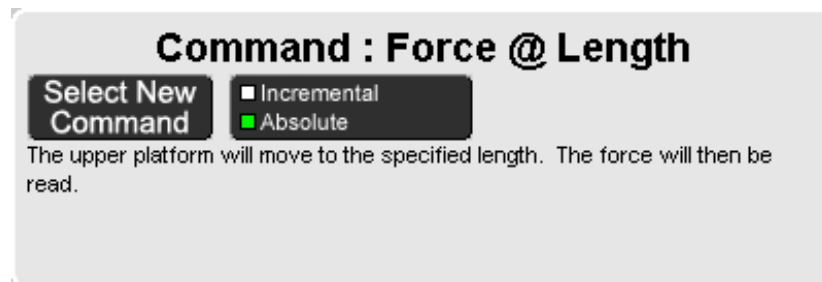 Command : Force @ Length
Select New
Command
Incremental
Absolute
The upper platform will move to the specified length. The force will then be
read.